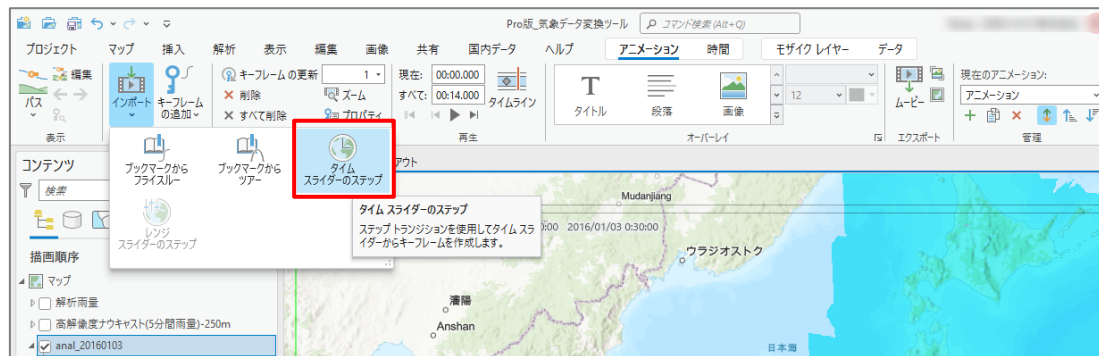 Pro版_気象データ変換ツール
コマンド検索 (Alt+Q)
プロジェクト マップ 挿入 解析 表示 編集 画像 共有 国内データ ヘルプ アニメーション 時間 モザイク レイヤー データ
パス
編集
表示
インポート
キーフレーム
の追加
キーフレームの更新
削除
すべて削除
1
ズーム
プロパティ
現在: 00:00.000
すべて: 00:14.000
タイムライン
再生
タイトル
段落
画像
12
オーバーレイ
ムービー
エクスポート
現在のアニメーション:
アニメーション
管理
ブックマークから
フライスルー
ブックマークから
ツアー
タイム
スライダーのステップ
レンジ
スライダーのステップ
タイム スライダーのステップ
ステップ トランジションを使用してタイム スラ
イダーからキーフレームを作成します。
コンテンツ
検索
描画順序
マップ
解析雨量
高解像度ナウキャスト(5分間雨量)-250m
anal_20160103
アウト
0:00 2016/01/03 0:30:00
Mudanjiang
ウラジオストク
瀋陽
Anshan
日本海